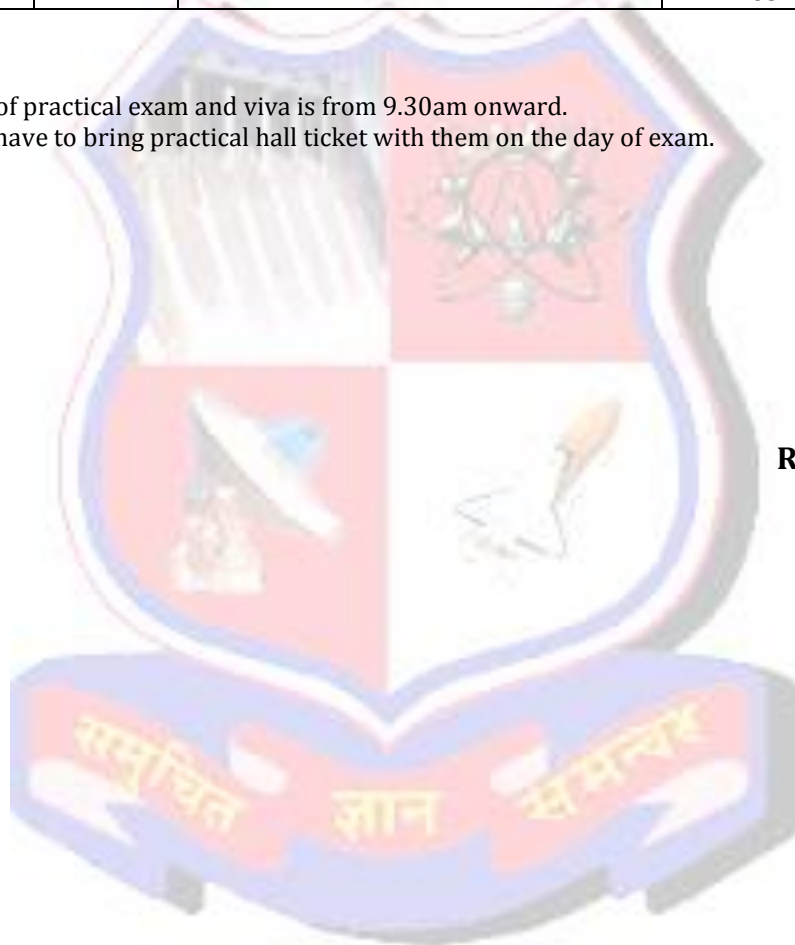 of practical exam and viva is from 9.30am onward.
have to bring practical hall ticket with them on the day of exam.
R
समुचित ज्ञान समन्वय